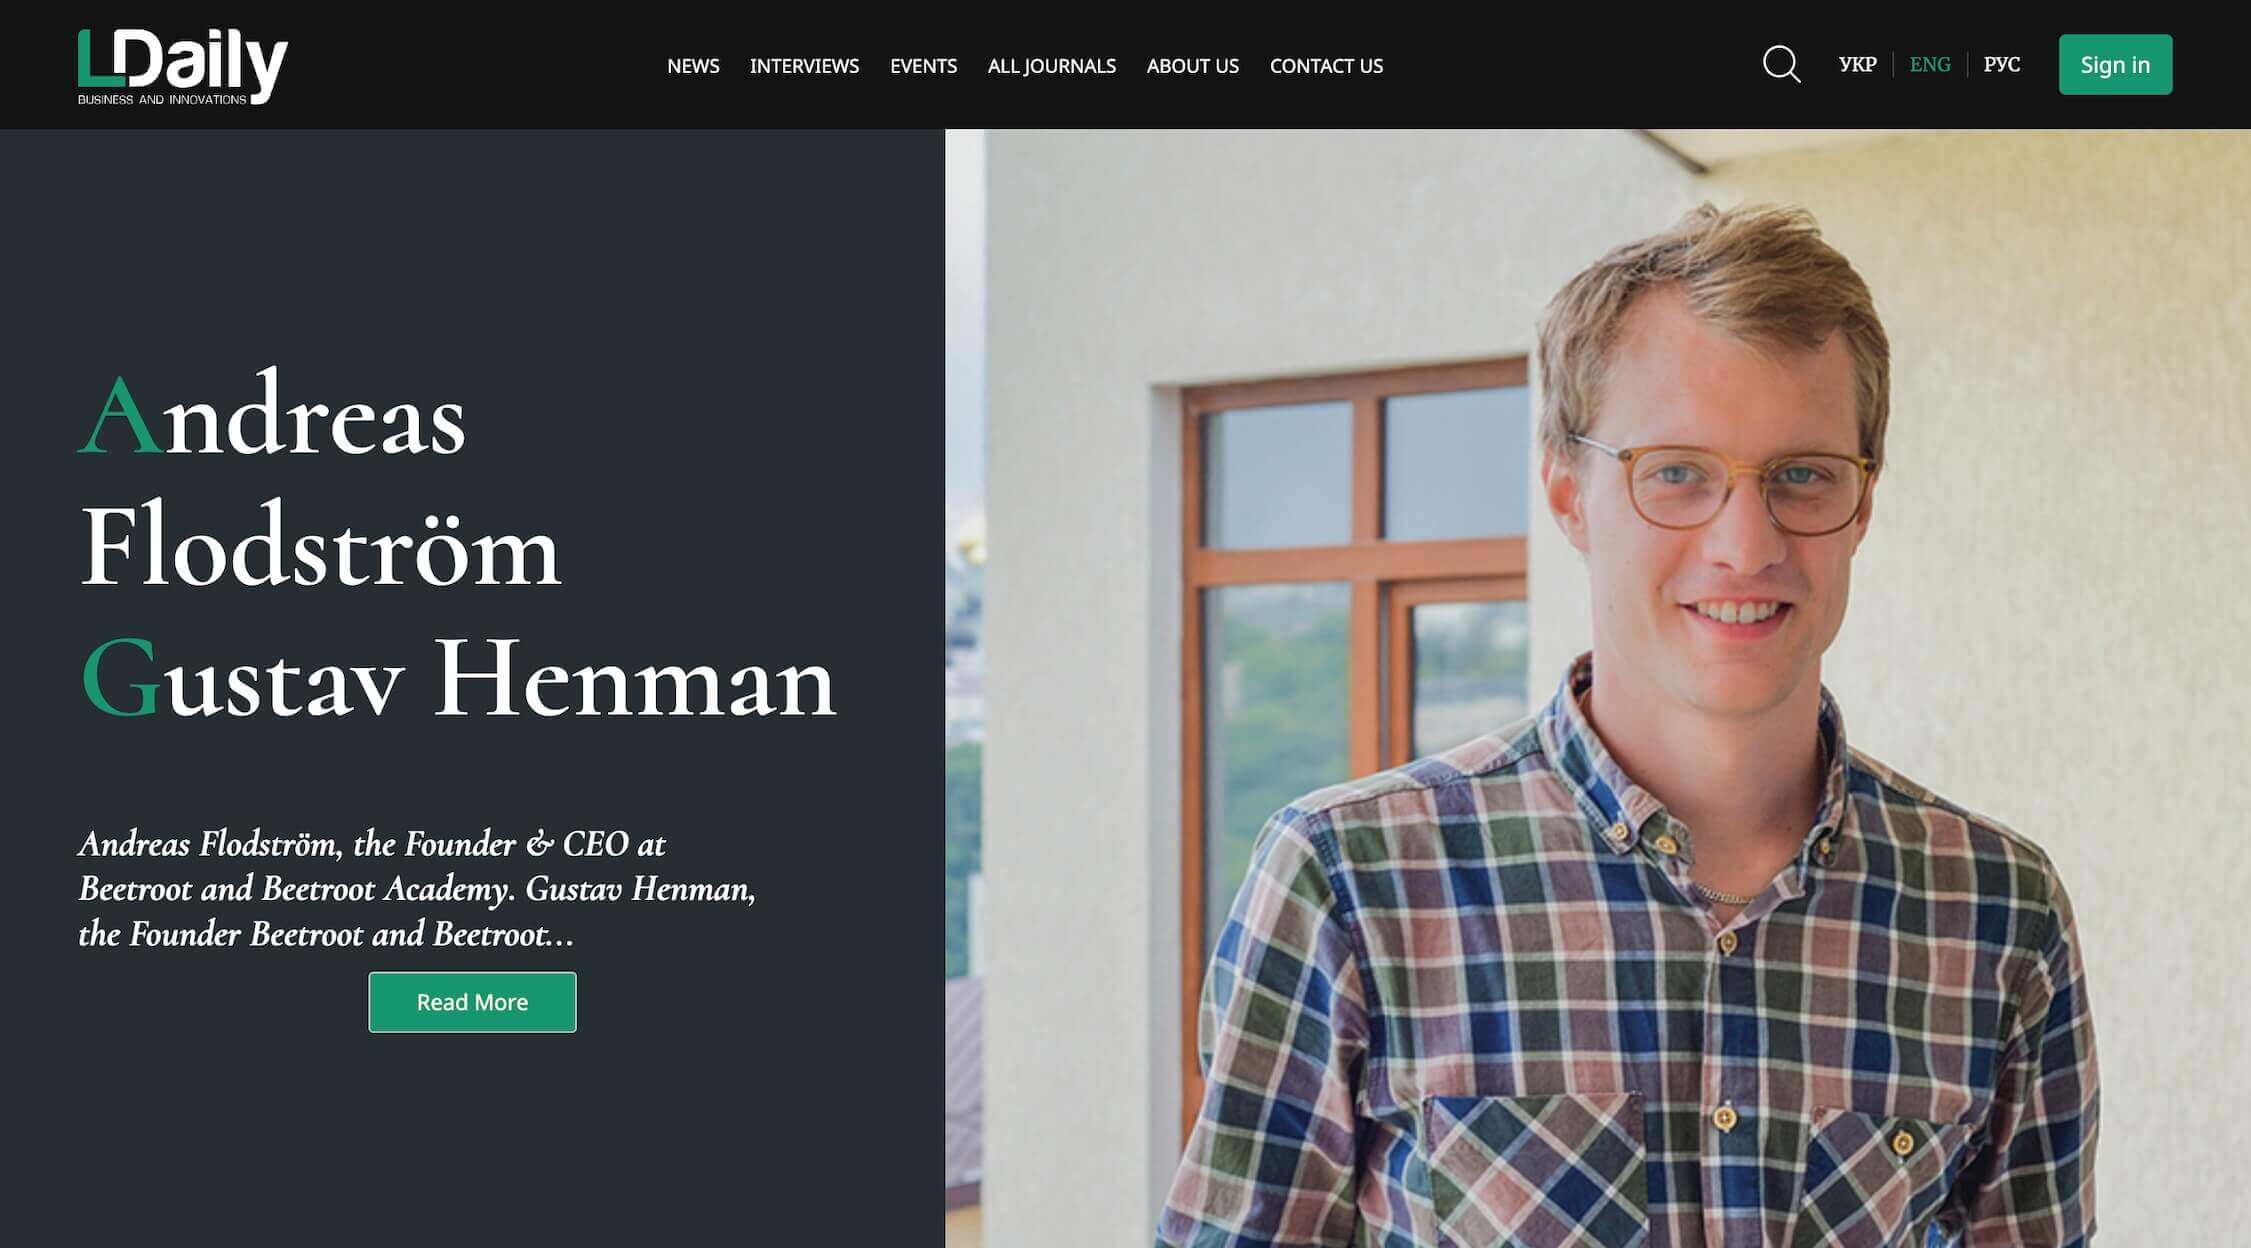 LDaily
BUSINESS AND INNOVATIONS
NEWS INTERVIEWS EVENTS ALL JOURNALS ABOUT US CONTACT US
УКР ENG РУС Sign in
Andreas
Flodström
Gustav Henman
Andreas Flodström, the Founder & CEO at
Beetroot and Beetroot Academy. Gustav Henman,
the Founder Beetroot and Beetroot...
Read More